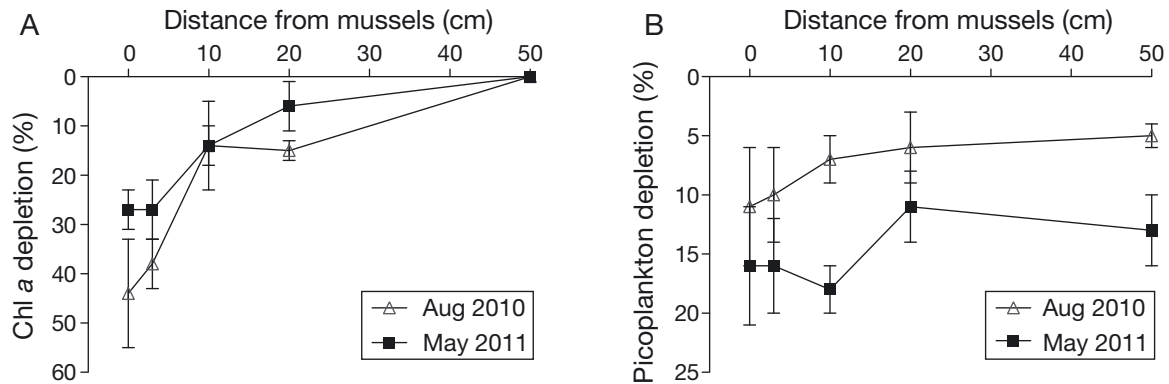 A
Distance from mussels (cm)
0 10 20 30 40 50
0
10
20
30
40
50
60
Chl a depletion (%)
Aug 2010
May 2011
B
Distance from mussels (cm)
0 10 20 30 40 50
0
5
10
15
20
25
Picoplankton depletion (%)
Aug 2010
May 2011